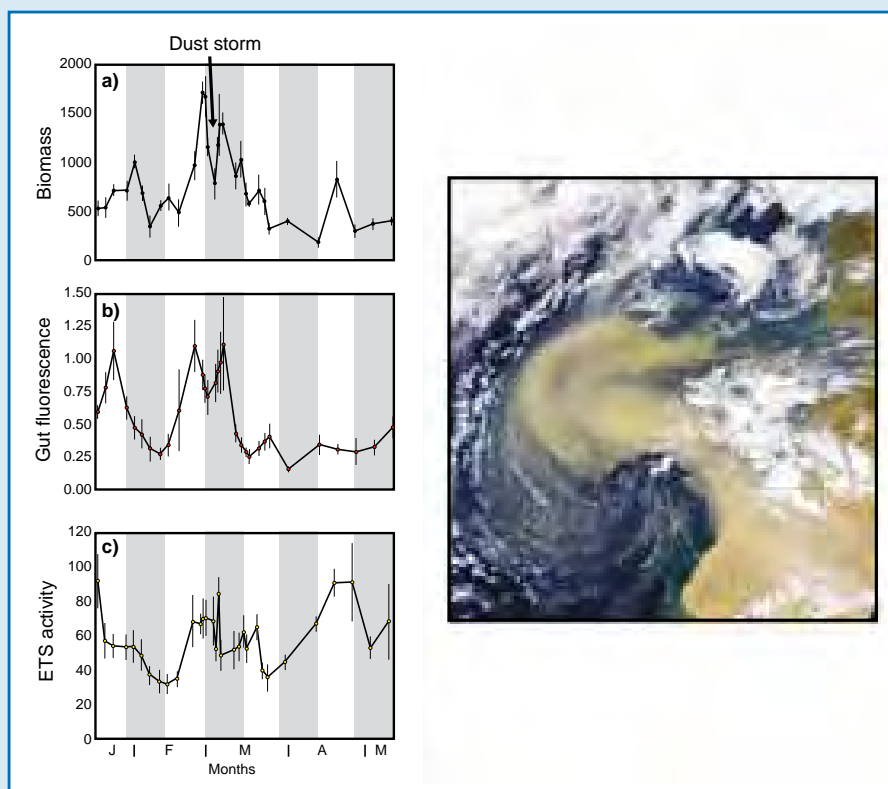 Dust storm
a)
2000
1500
1000
500
0
Biomass
b)
1.50
1.25
1.00
0.75
0.50
0.25
0.00
Gut fluorescence
c)
120
100
80
60
40
20
0
ETS activity
J | F | M | A | M
Months